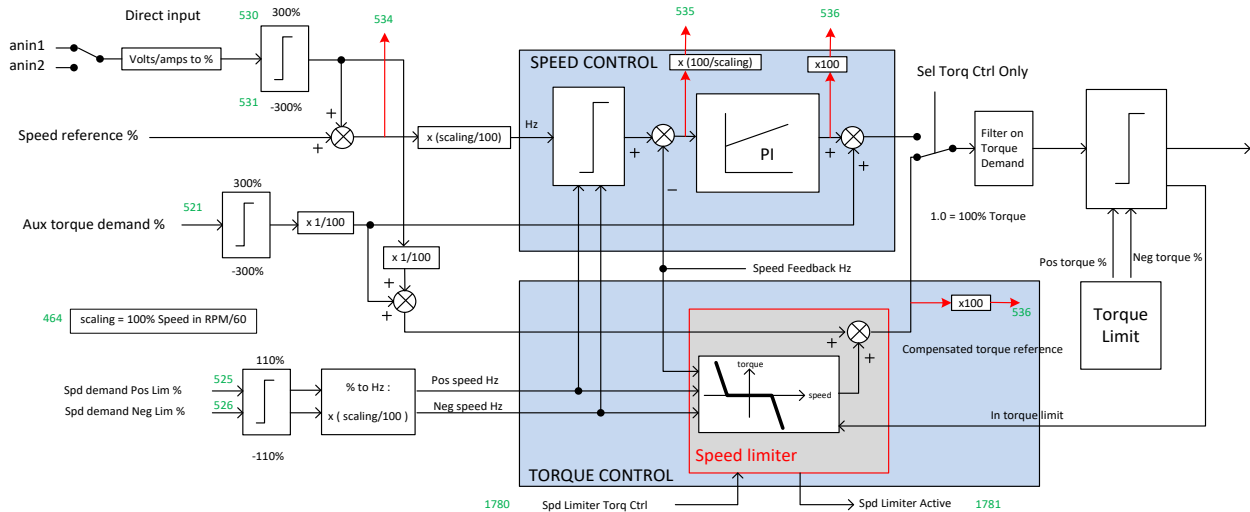 Direct input
530
300%
534
535
536
anin1
anin2
Volts/amps to %
531
-300%
SPEED CONTROL
x (100/scaling)
x100
Sel Torq Ctrl Only
Speed reference %
+
+
x (scaling/100)
Hz
+
−
PI
+
+
Filter on
Torque
Demand
300%
521
Aux torque demand %
x 1/100
-300%
x 1/100
1.0 = 100% Torque
Speed Feedback Hz
Pos torque %
Neg torque %
+
+
464
scaling = 100% Speed in RPM/60
x100
536
Torque
Limit
+
+
Compensated torque reference
110%
525
Spd demand Pos Lim %
526
Spd demand Neg Lim %
-110%
% to Hz :
x ( scaling/100 )
Pos speed Hz
Neg speed Hz
torque
speed
In torque limit
Speed limiter
TORQUE CONTROL
1780
Spd Limiter Torq Ctrl
Spd Limiter Active
1781